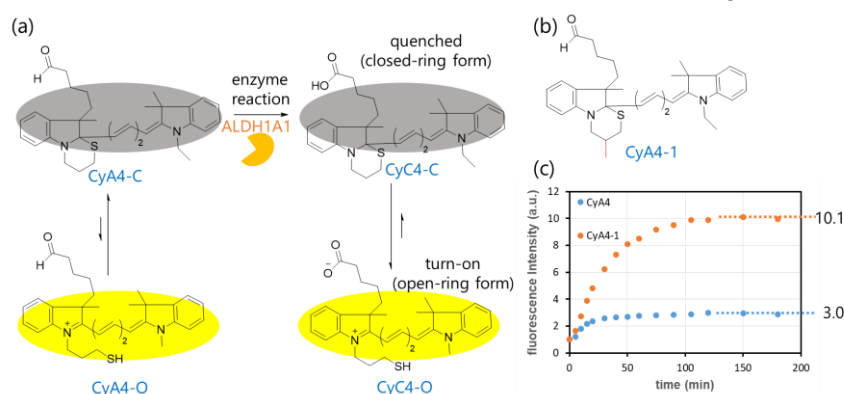 (a)
H
O
N
S
2
N
CyA4-C
enzyme
reaction
ALDH1A1
quenched
(closed-ring form)
O
HO
N
S
2
N
CyC4-C
O
H
N
+
2
N
SH
CyA4-O
turn-on
(open-ring form)
O
−
O
N
+
2
N
SH
CyC4-O
(b)
O
H
N
S
2
N
CyA4-1
(c)
fluorescence Intensity (a.u.)
12
10
8
6
4
2
0
CyA4
CyA4-1
10.1
3.0
0 50 100 150 200
time (min)